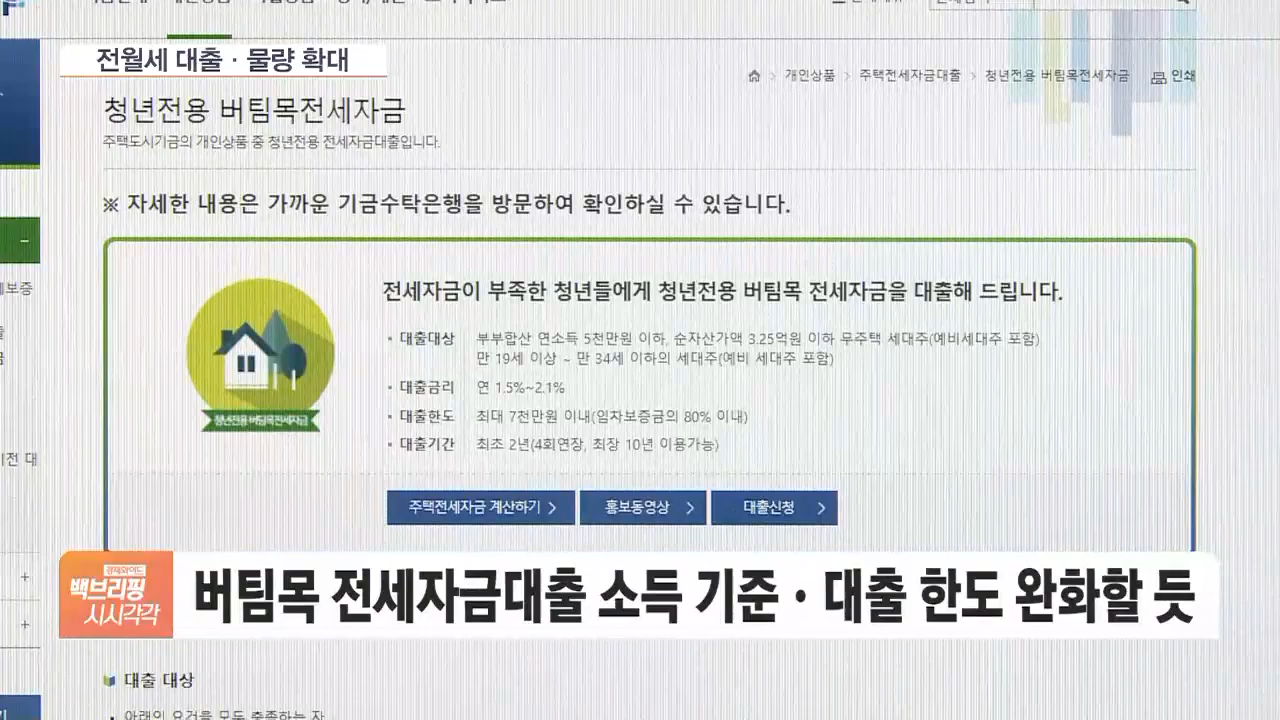 전월세 대출 · 물량 확대
개인상품 > 주택전세자금대출 > 청년전용 버팀목전세자금 인쇄
청년전용 버팀목전세자금
주택도시기금의 개인상품 중 청년전용 전세자금대출입니다.
※ 자세한 내용은 가까운 기금수탁은행을 방문하여 확인하실 수 있습니다.
전세자금이 부족한 청년들에게 청년전용 버팀목 전세자금을 대출해 드립니다.
대출대상 부부합산 연소득 5천만원 이하, 순자산가액 3.25억원 이하 무주택 세대주(예비세대주 포함)
만 19세 이상 ~ 만 34세 이하의 세대주(예비 세대주 포함)
대출금리 연 1.5%~2.1%
대출한도 최대 7천만원 이내(임차보증금의 80% 이내)
대출기간 최초 2년(4회연장, 최장 10년 이용가능)
청년전용 버팀목전세자금
주택전세자금 계산하기 > 홍보동영상 > 대출신청 >
경제와이드
백브리핑
시시각각
버팀목 전세자금대출 소득 기준·대출 한도 완화할 듯
대출 대상
아래의 요건을 모두 충족하는 자